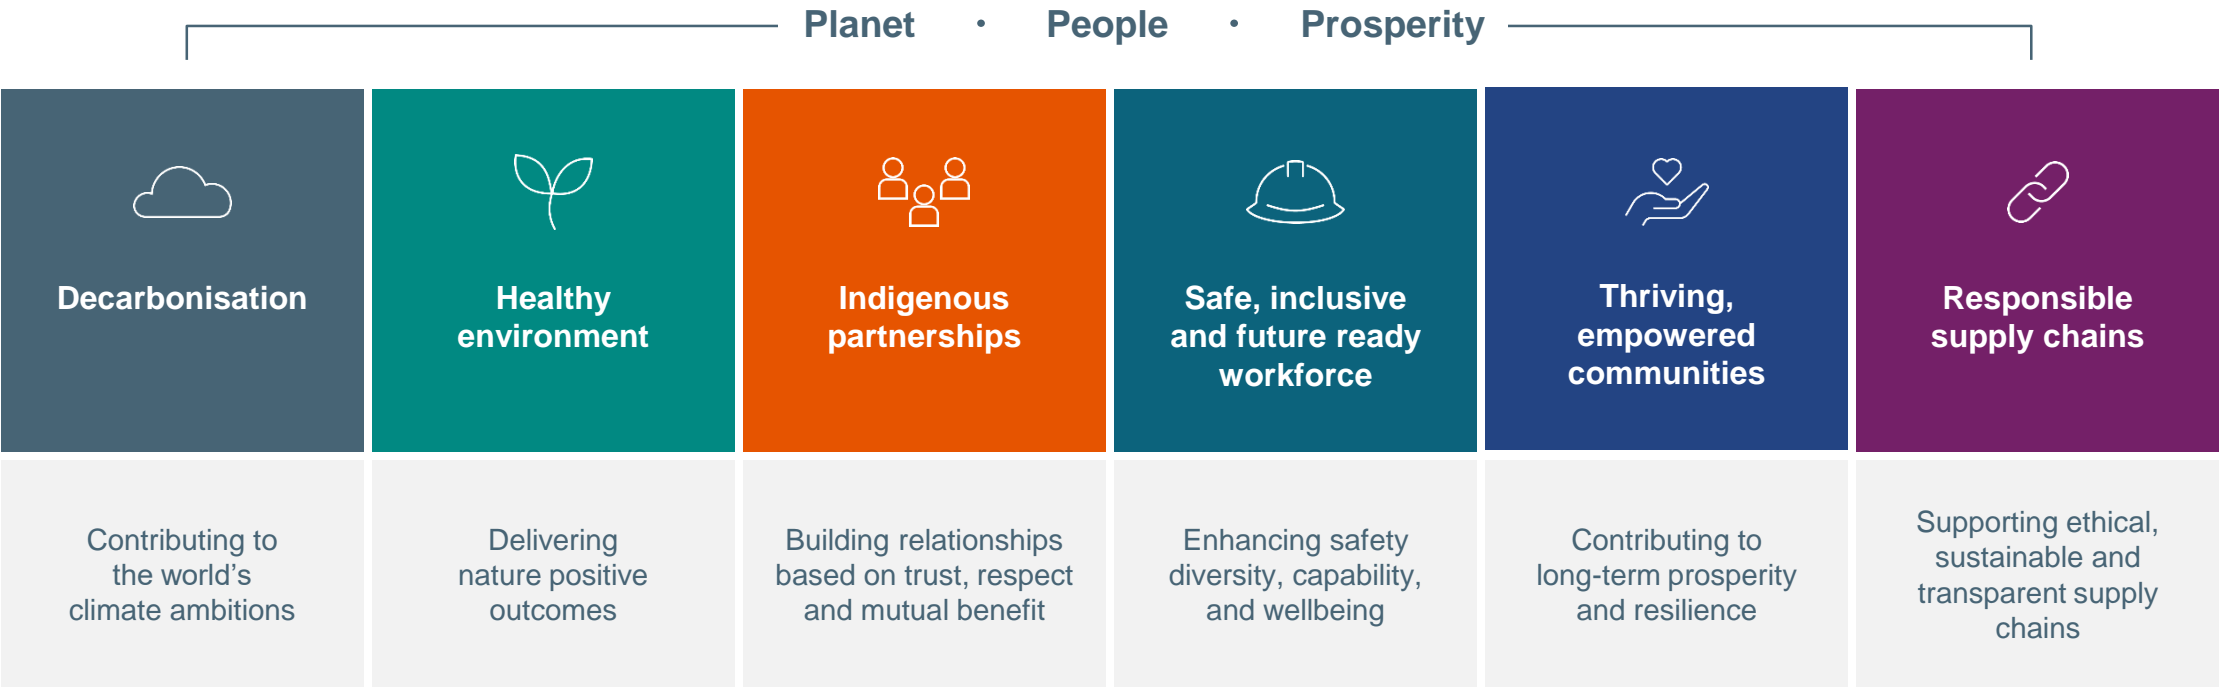 Planet • People • Prosperity
Decarbonisation
Healthy
environment
Indigenous
partnerships
Safe, inclusive
and future ready
workforce
Thriving,
empowered
communities
Responsible
supply chains
Contributing to
the world’s
climate ambitions
Delivering
nature positive
outcomes
Building relationships
based on trust, respect
and mutual benefit
Enhancing safety
diversity, capability,
and wellbeing
Contributing to
long-term prosperity
and resilience
Supporting ethical,
sustainable and
transparent supply
chains